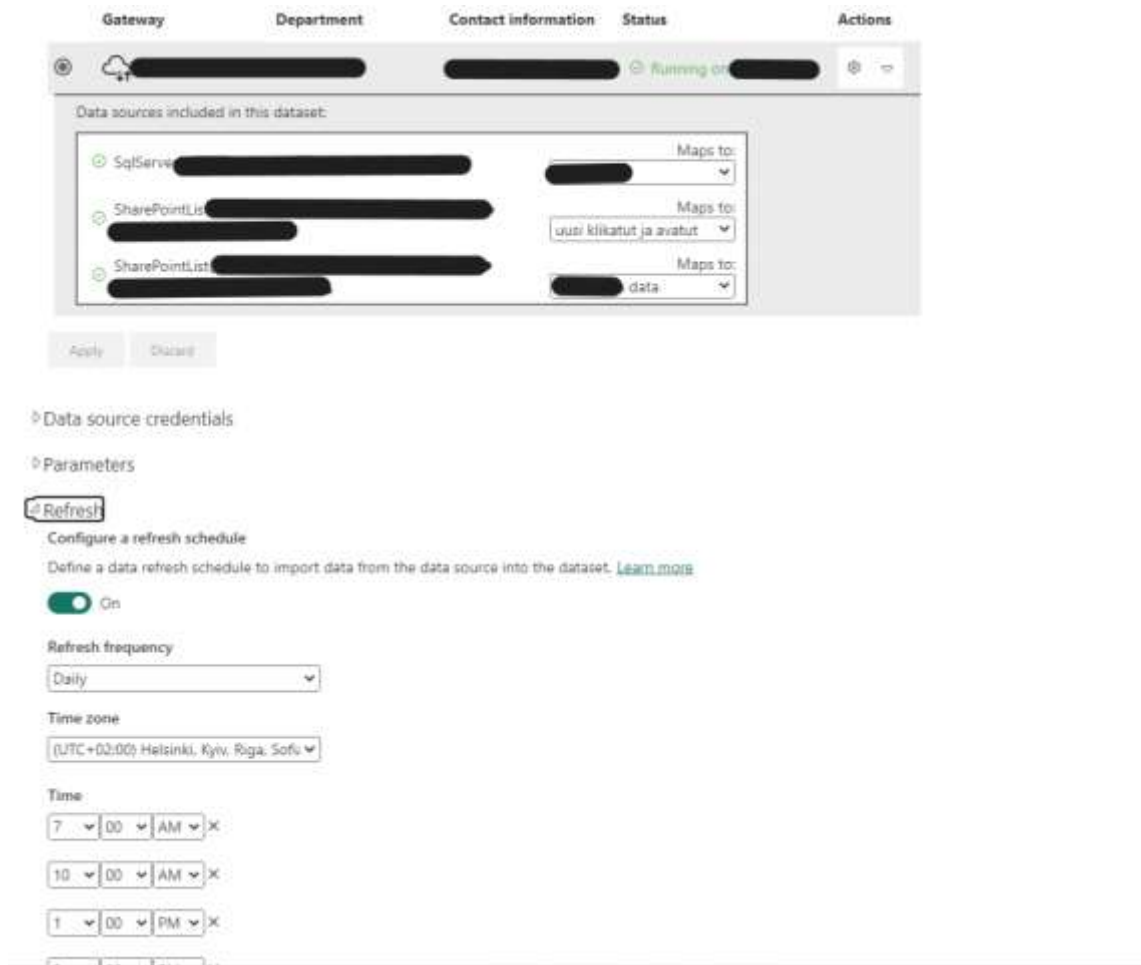 Gateway Department Contact information Status Actions
Running on
Data sources included in this dataset:
Maps to:
SqlServe
SharePointLis
Maps to:
uusi klikatut ja avatut
SharePointList
Maps to:
data
Apply Discard
Data source credentials
Parameters
Refresh
Configure a refresh schedule
Define a data refresh schedule to import data from the data source into the dataset. Learn more
On
Refresh frequency
Daily
Time zone
(UTC+02:00) Helsinki, Kyiv, Riga, Sofi
Time
7 00 AM
10 00 AM
1 00 PM